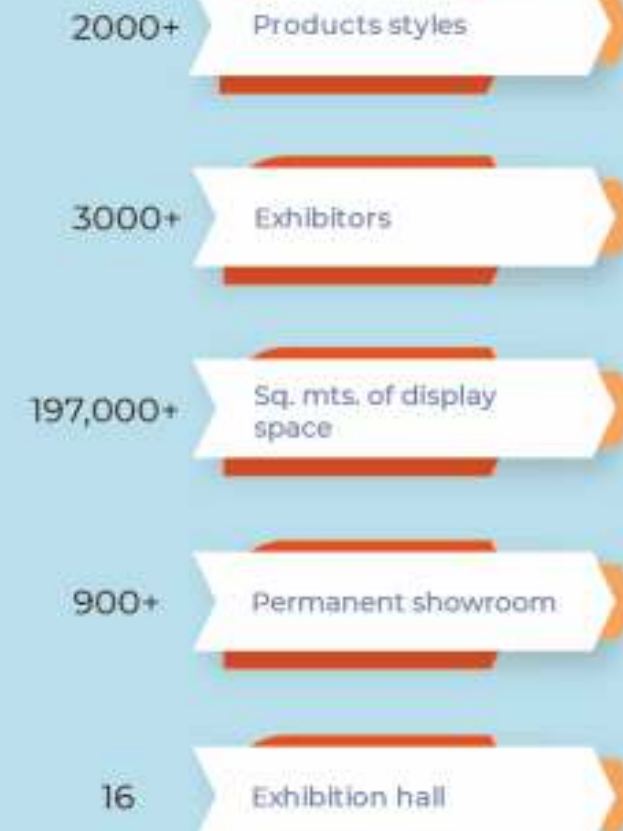 2000+ Products styles
3000+ Exhibitors
197,000+ Sq. mts. of display
space
900+ Permanent showroom
16 Exhibition hall